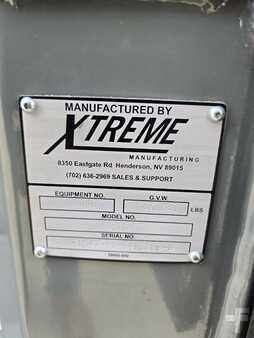 MANUFACTURED BY
XTREME
MANUFACTURING
8350 Eastgate Rd Henderson, NV 89015
(702) 636-2969 SALES & SUPPORT
EQUIPMENT NO. G.V.W.
LBS
MODEL NO.
SERIAL NO.